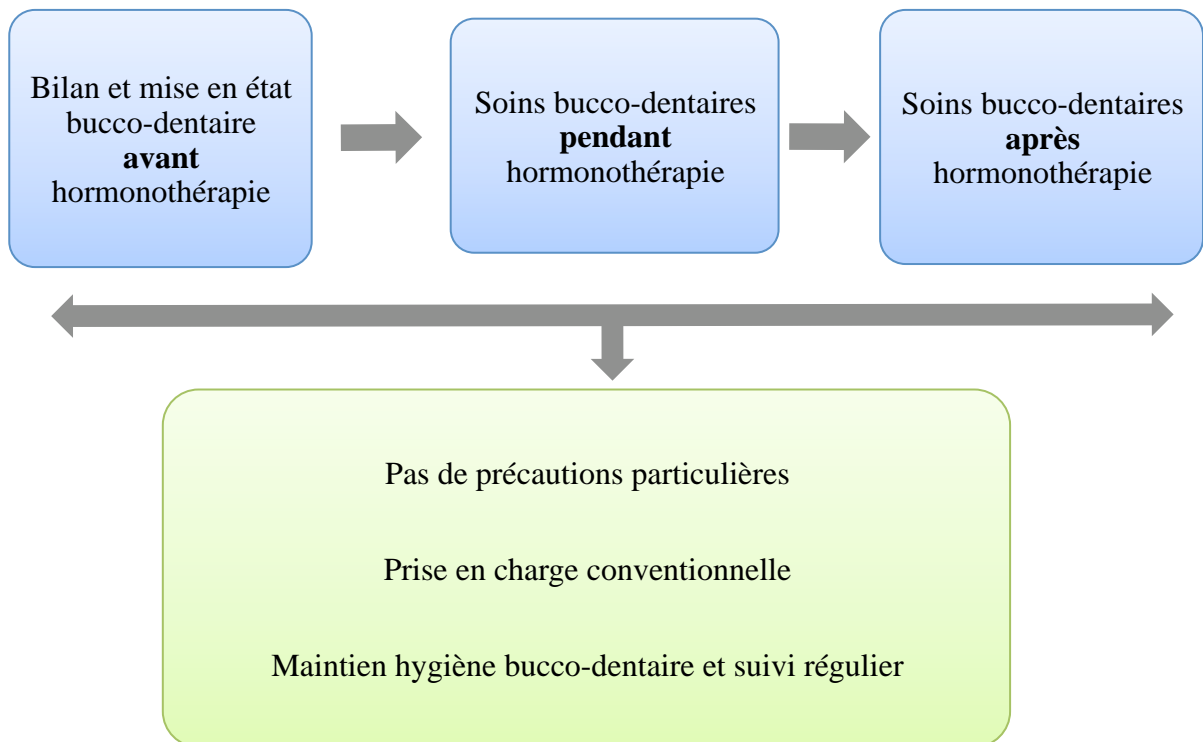 Bilan et mise en état
bucco-dentaire
avant
hormonothérapie
Soins bucco-dentaires
pendant
hormonothérapie
Soins bucco-dentaires
après
hormonothérapie
Pas de précautions particulières
Prise en charge conventionnelle
Maintien hygiène bucco-dentaire et suivi régulier